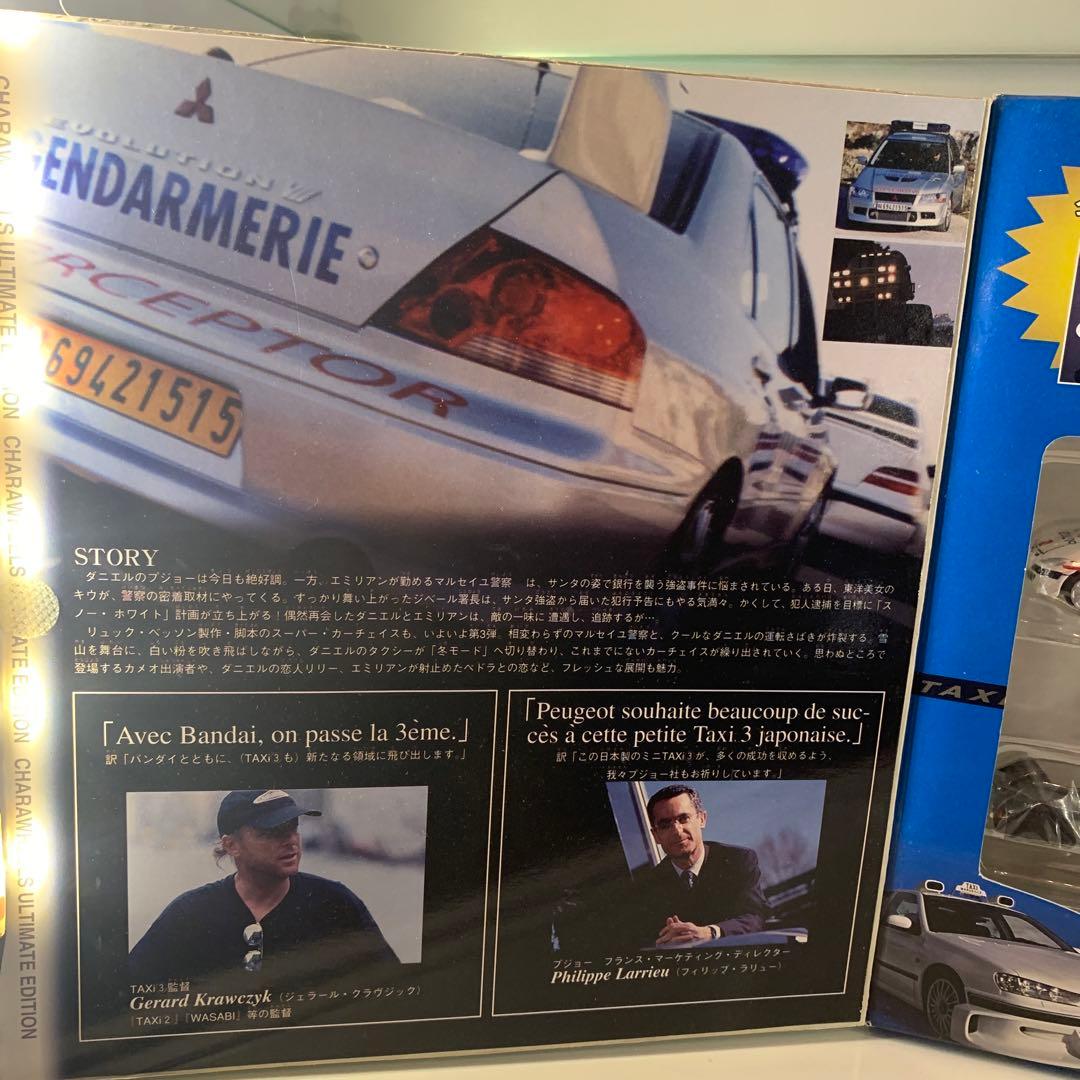 EVOLUTION VII
GENDARMERIE
ERCEPTOR
69421515
STORY
ダニエルのプジョーは今日も絶好調。一方、エミリアンが勤めるマルセイユ警察 は、サンタの姿で銀行を襲う強盗事件に悩まされている。ある日、東洋美女の
キウが、警察の密着取材にやってくる。すっかり舞い上がったジベール署長は、サンタ強盗から届いた犯行予告にもやる気満々。かくして、犯人逮捕を目標に「ス
ノー・ホワイト」計画が立ち上がる!偶然再会したダニエルとエミリアンは、敵の一味に遭遇し、追跡するが…。
リュック・ベッソン製作・脚本のスーパー・カーチェイスも、いよいよ第3弾。相変わらずのマルセイユ警察と、クールなダニエルの運転さばきが炸裂する。雪
山を舞台に、白い粉を吹き飛ばしながら、ダニエルのタクシーが「冬モード」へ切り替わり、これまでにないカーチェイスが繰り出されていく。思わぬところで
登場するカメオ出演者や、ダニエルの恋人リリー、エミリアンが射止めたペドラとの恋など、フレッシュな展開も魅力。
「Avec Bandai, on passe la 3ème.」
訳「バンダイとともに、(TAXi 3 も) 新たなる領域に飛び出します。」
TAXi 3 監督
Gerard Krawczyk (ジェラール・クラヴジック)
『TAXi 2』『WASABI』等の監督
「Peugeot souhaite beaucoup de suc-
cès à cette petite Taxi 3 japonaise.」
訳「この日本製のミニTAXi 3 が、多くの成功を収めるよう、
我々プジョー社もお祈りしています。」
プジョー フランス・マーケティング・ディレクター
Philippe Larrieu (フィリップ・ラリュー)
CHARAWHEELS ULTIMATE EDITION
TAXI
TAXI